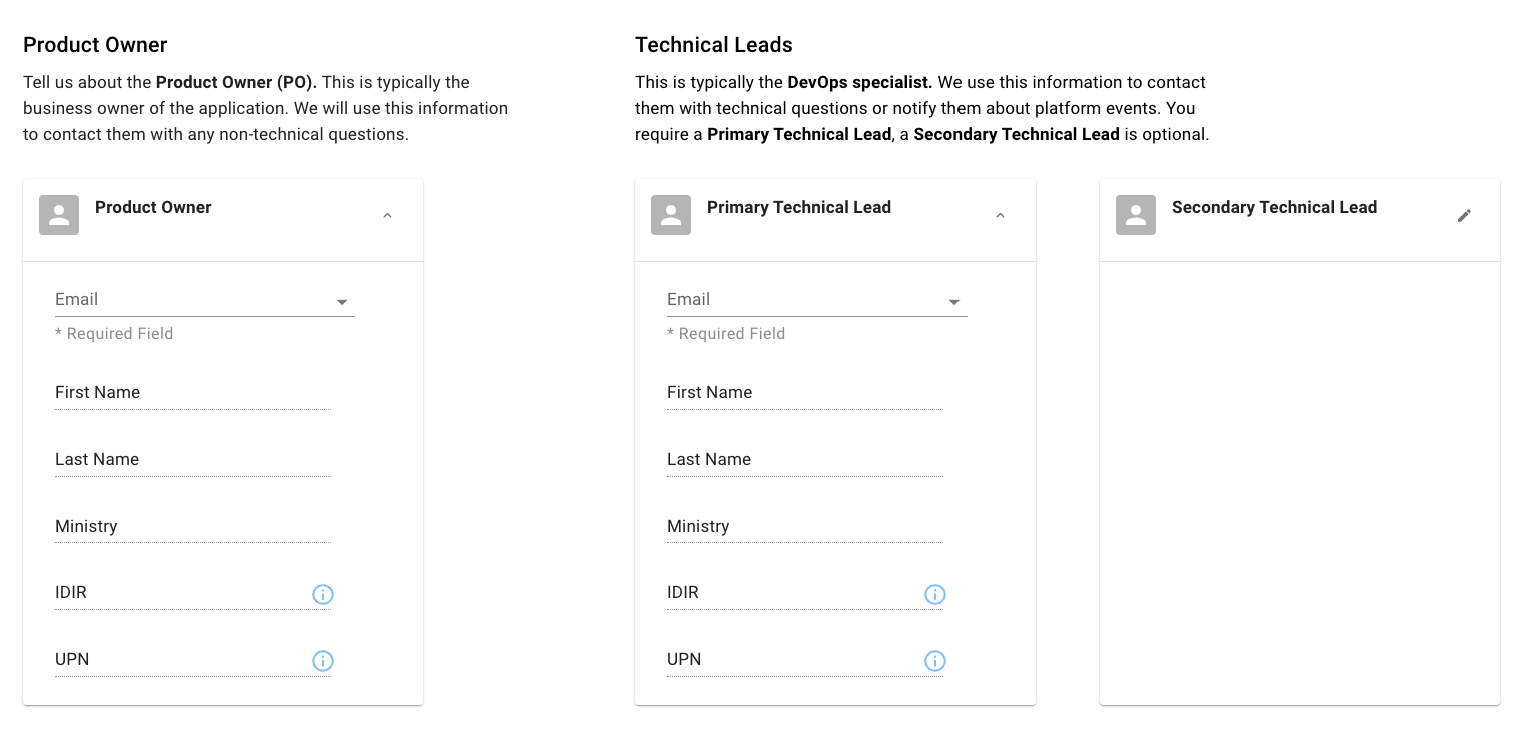 Product Owner
Tell us about the Product Owner (PO). This is typically the
business owner of the application. We will use this information
to contact them with any non-technical questions.
Technical Leads
This is typically the DevOps specialist. We use this information to contact
them with technical questions or notify them about platform events. You
require a Primary Technical Lead, a Secondary Technical Lead is optional.
Product Owner
Email
* Required Field
First Name
Last Name
Ministry
IDIR
UPN
Primary Technical Lead
Email
* Required Field
First Name
Last Name
Ministry
IDIR
UPN
Secondary Technical Lead